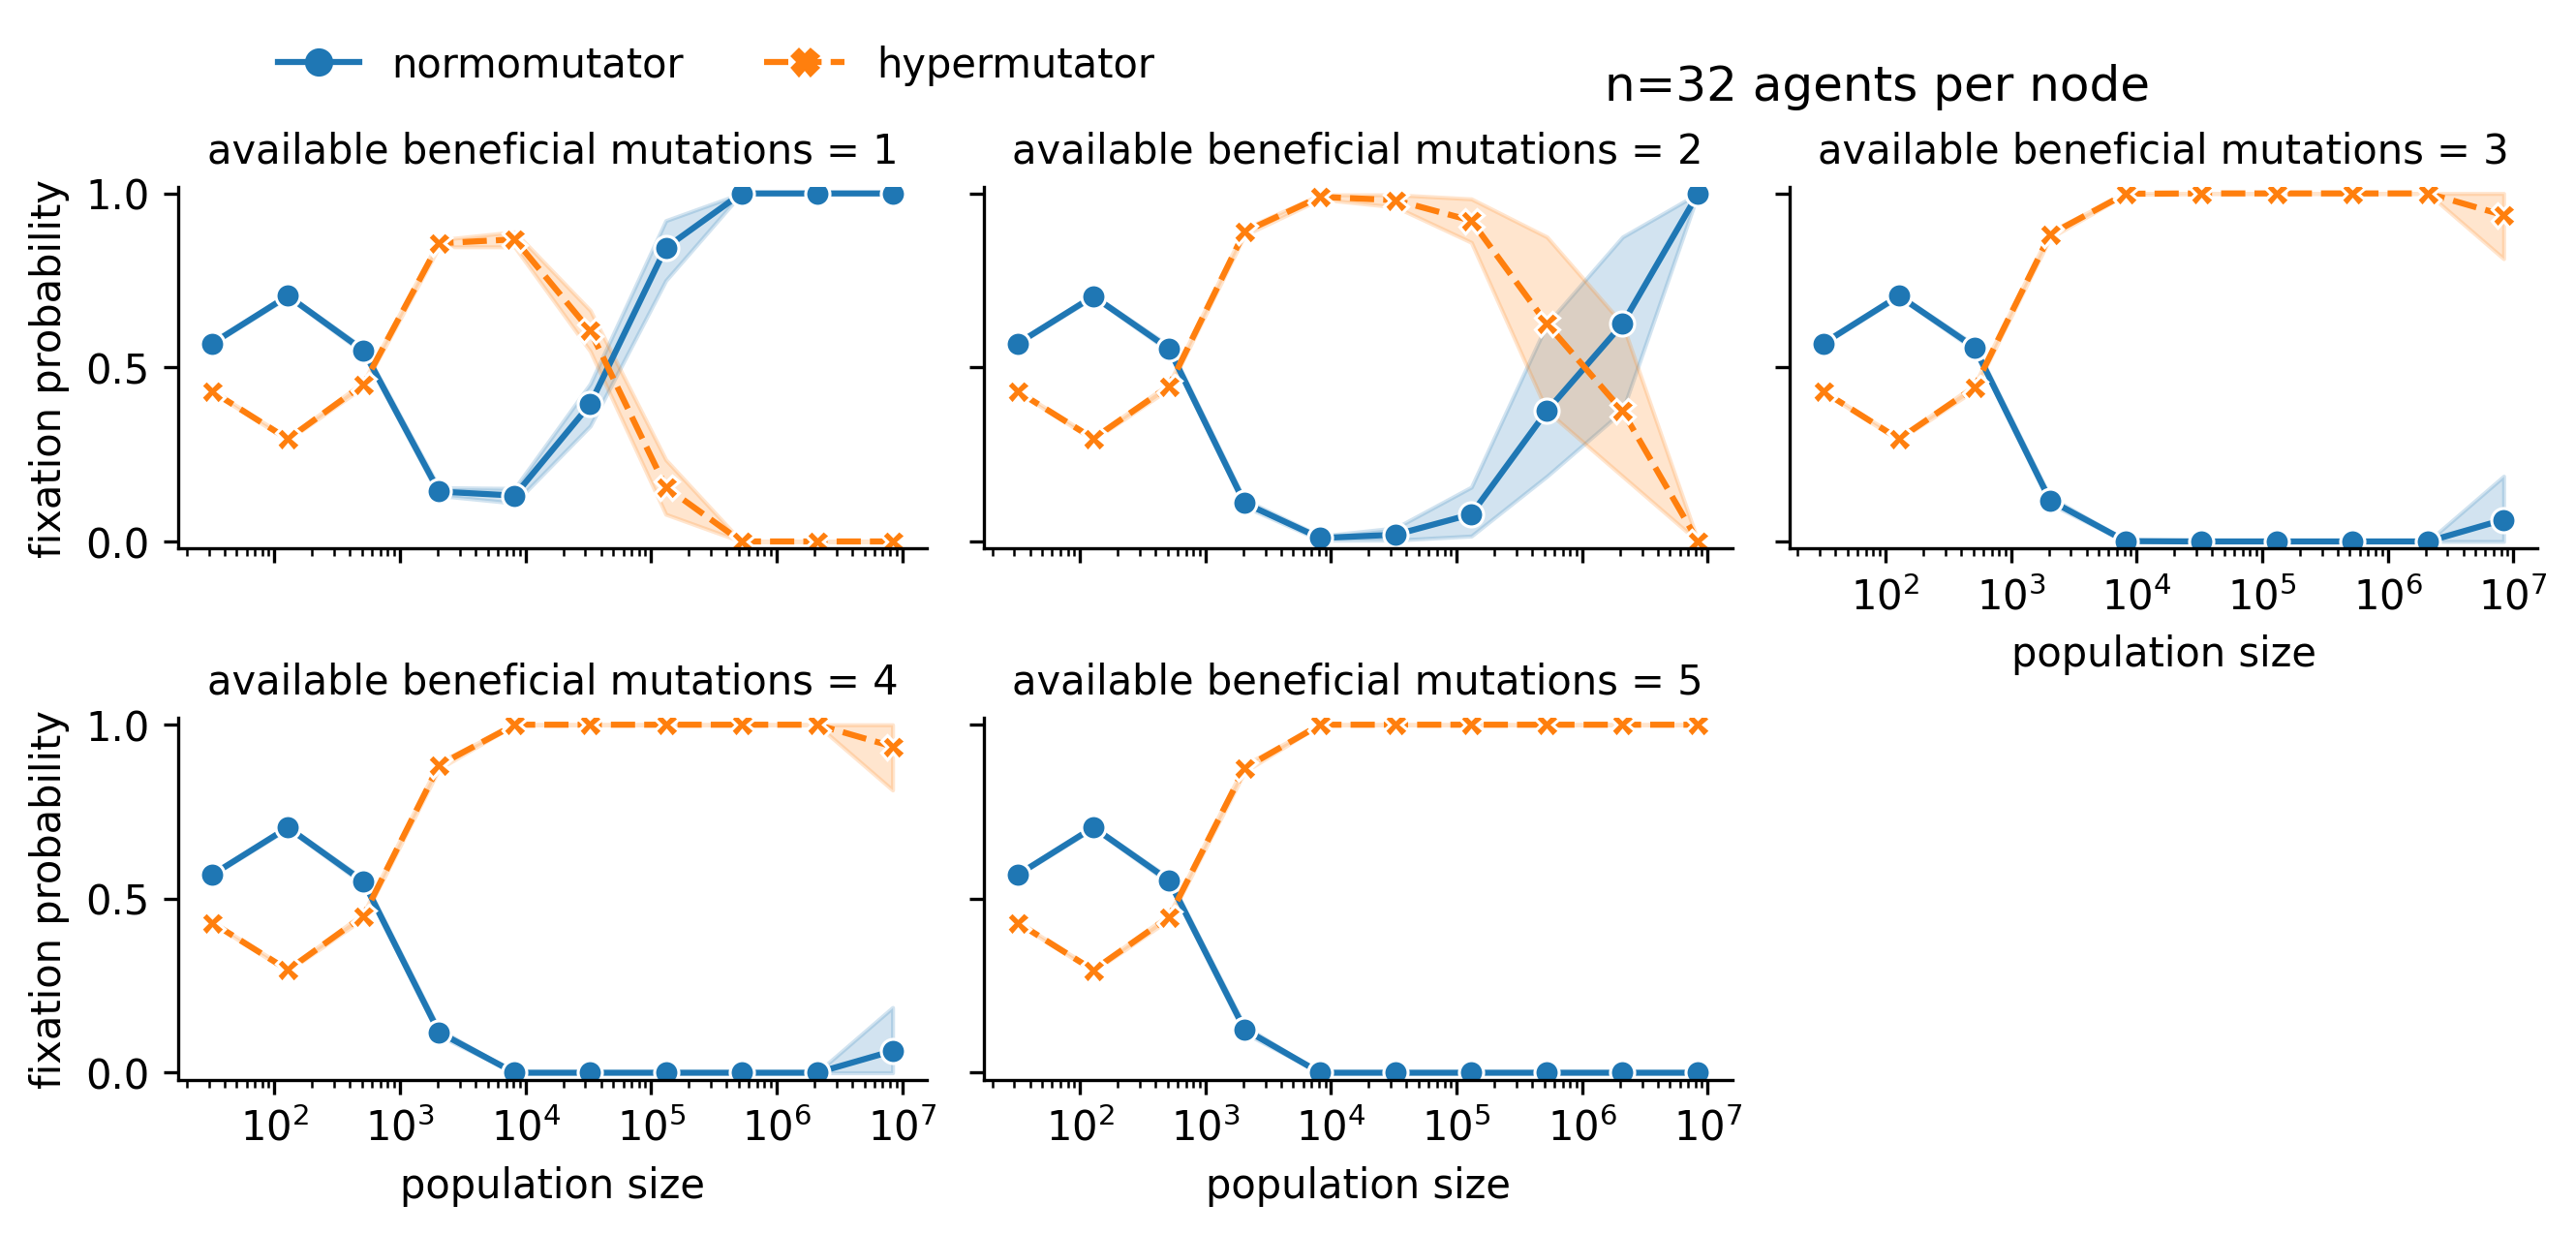 normomutator
hypermutator
n=32 agents per node
available beneficial mutations = 1
available beneficial mutations = 2
available beneficial mutations = 3
fixation probability
1.0
0.5
0.0
10² 10³ 10⁴ 10⁵ 10⁶ 10⁷
population size
available beneficial mutations = 4
available beneficial mutations = 5
fixation probability
1.0
0.5
0.0
10² 10³ 10⁴ 10⁵ 10⁶ 10⁷
10² 10³ 10⁴ 10⁵ 10⁶ 10⁷
population size
population size